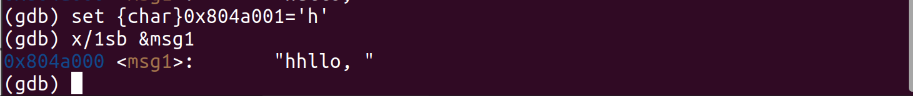 (gdb) set {char}0x804a001='h'
(gdb) x/1sb &msg1
0x804a000 <msg1>:       "hhllo, "
(gdb)